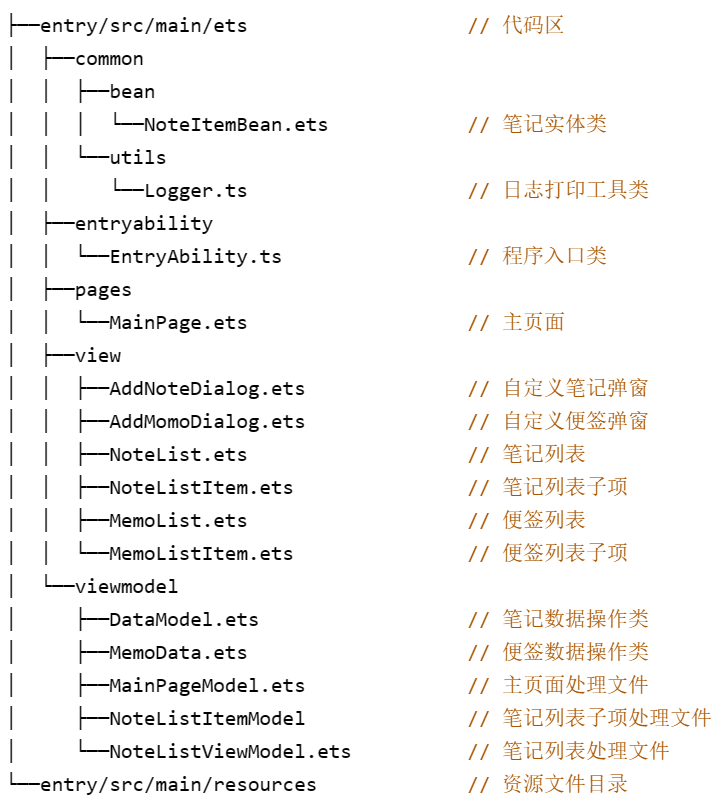 ├──entry/src/main/ets                   // 代码区
│  ├──common
│  │  ├──bean
│  │  │  └──NoteItemBean.ets            // 笔记实体类
│  │  └──utils
│  │     └──Logger.ts                   // 日志打印工具类
│  ├──entryability
│  │  └──EntryAbility.ts                // 程序入口类
│  ├──pages
│  │  └──MainPage.ets                   // 主页面
│  ├──view
│  │  ├──AddNoteDialog.ets              // 自定义笔记弹窗
│  │  ├──AddMomoDialog.ets              // 自定义便签弹窗
│  │  ├──NoteList.ets                   // 笔记列表
│  │  ├──NoteListItem.ets               // 笔记列表子项
│  │  ├──MemoList.ets                   // 便签列表
│  │  └──MemoListItem.ets               // 便签列表子项
│  └──viewmodel
│     ├──DataModel.ets                  // 笔记数据操作类
│     ├──MemoData.ets                   // 便签数据操作类
│     ├──MainPageModel.ets              // 主页面处理文件
│     ├──NoteListItemModel              // 笔记列表子项处理文件
│     └──NoteListViewModel.ets          // 笔记列表处理文件
└──entry/src/main/resources             // 资源文件目录